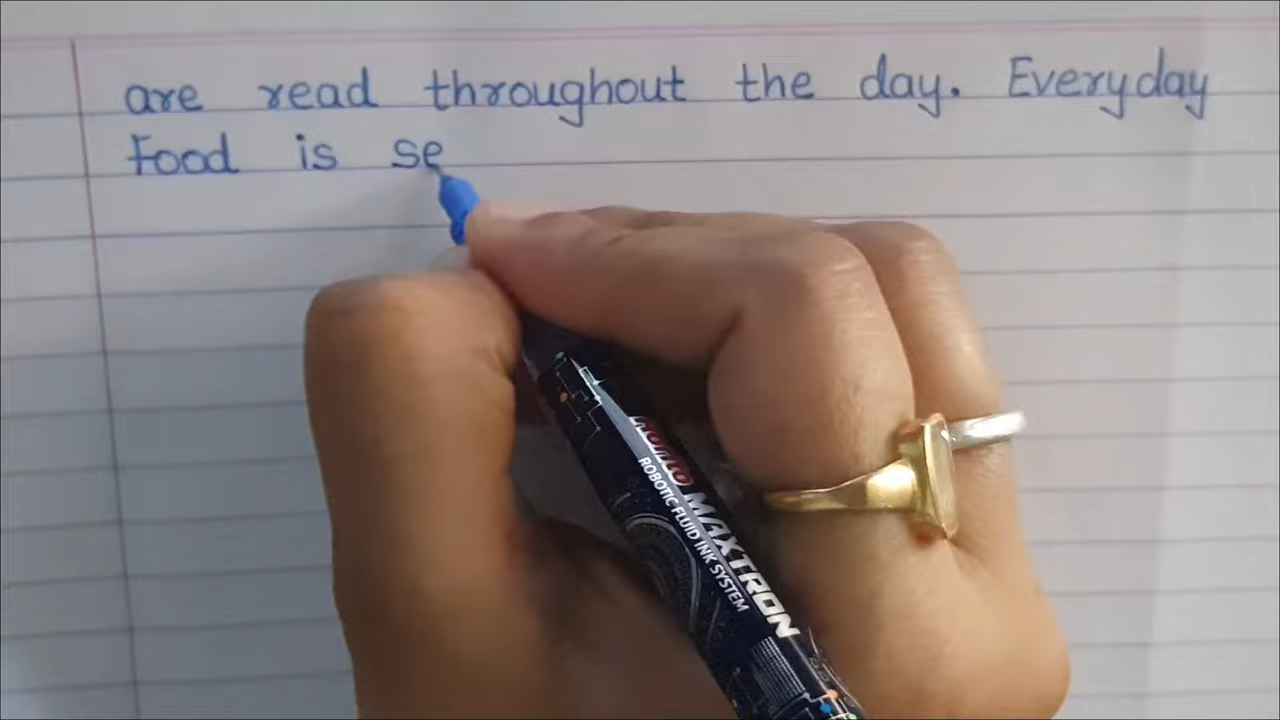 are read throughout the day. Everyday
Food is se
ROBOTIC FLUID INK SYSTEM
MAXTRON